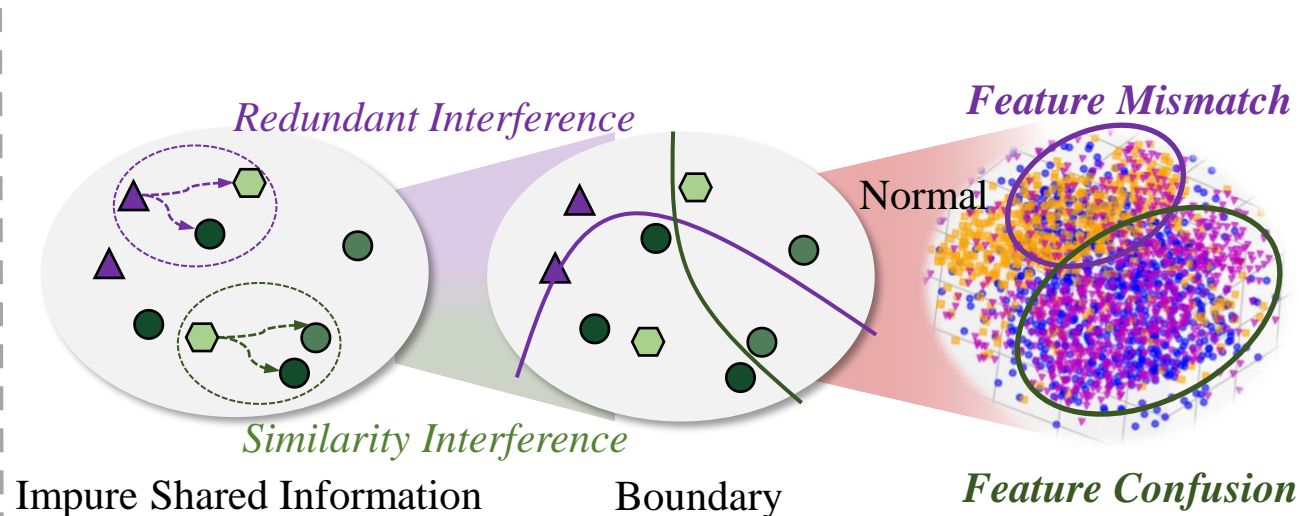 Feature Mismatch
Redundant Interference
Normal
Similarity Interference
Impure Shared Information
Boundary
Feature Confusion